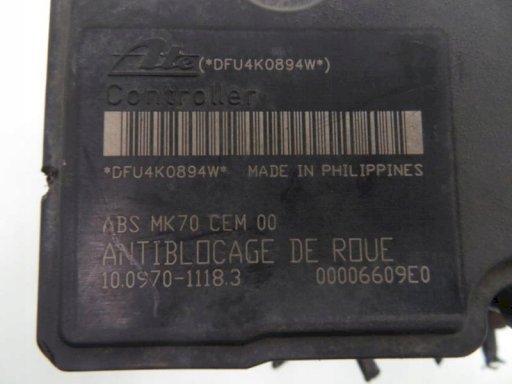 Ate (*DFU4K0894W*)
Controller
*DFU4K0894W* MADE IN PHILIPPINES
ABS MK70 CEM 00
ANTIBLOCAGE DE ROUE
10.0970-1118.3 00006609E0